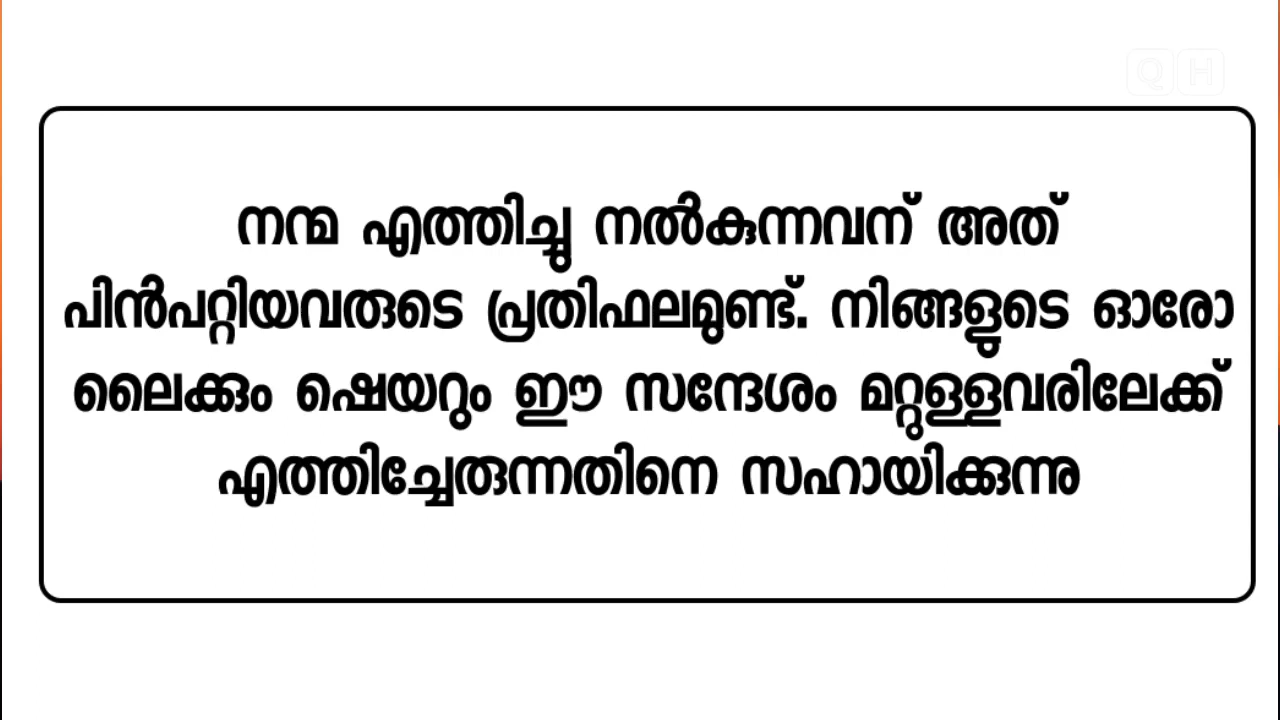 Q H
നന്മ എത്തിച്ചു നൽകുന്നവന് അത്
പിൻപറ്റിയവരുടെ പ്രതിഫലമുണ്ട്. നിങ്ങളുടെ ഓരോ
ലൈക്കും ഷെയറും ഈ സന്ദേശം മറ്റുള്ളവരിലേക്ക്
എത്തിച്ചേരുന്നതിനെ സഹായിക്കുന്നു